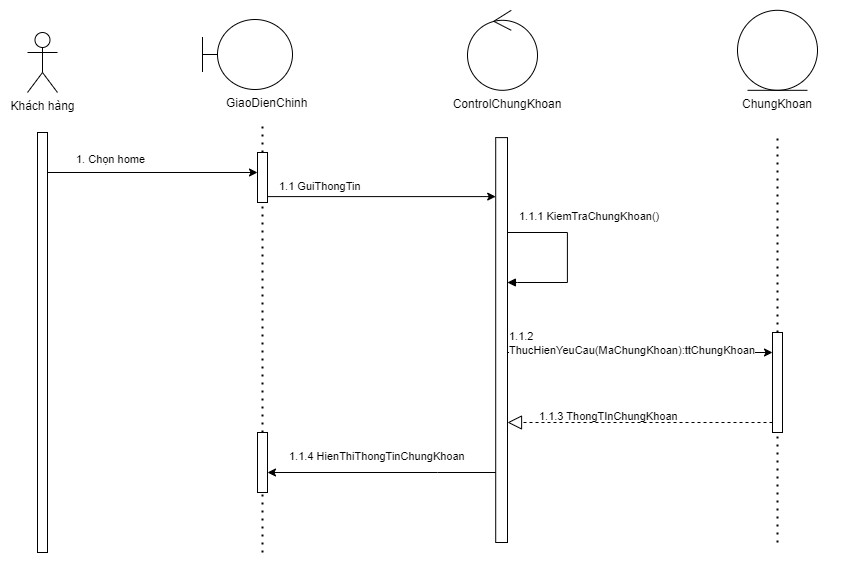 Khách hàng
GiaoDienChinh
ControlChungKhoan
ChungKhoan
1. Chọn home
1.1 GuiThongTin
1.1.1 KiemTraChungKhoan()
1.1.2
ThucHienYeuCau(MaChungKhoan):ttChungKhoan
1.1.3 ThongTInChungKhoan
1.1.4 HienThiThongTinChungKhoan